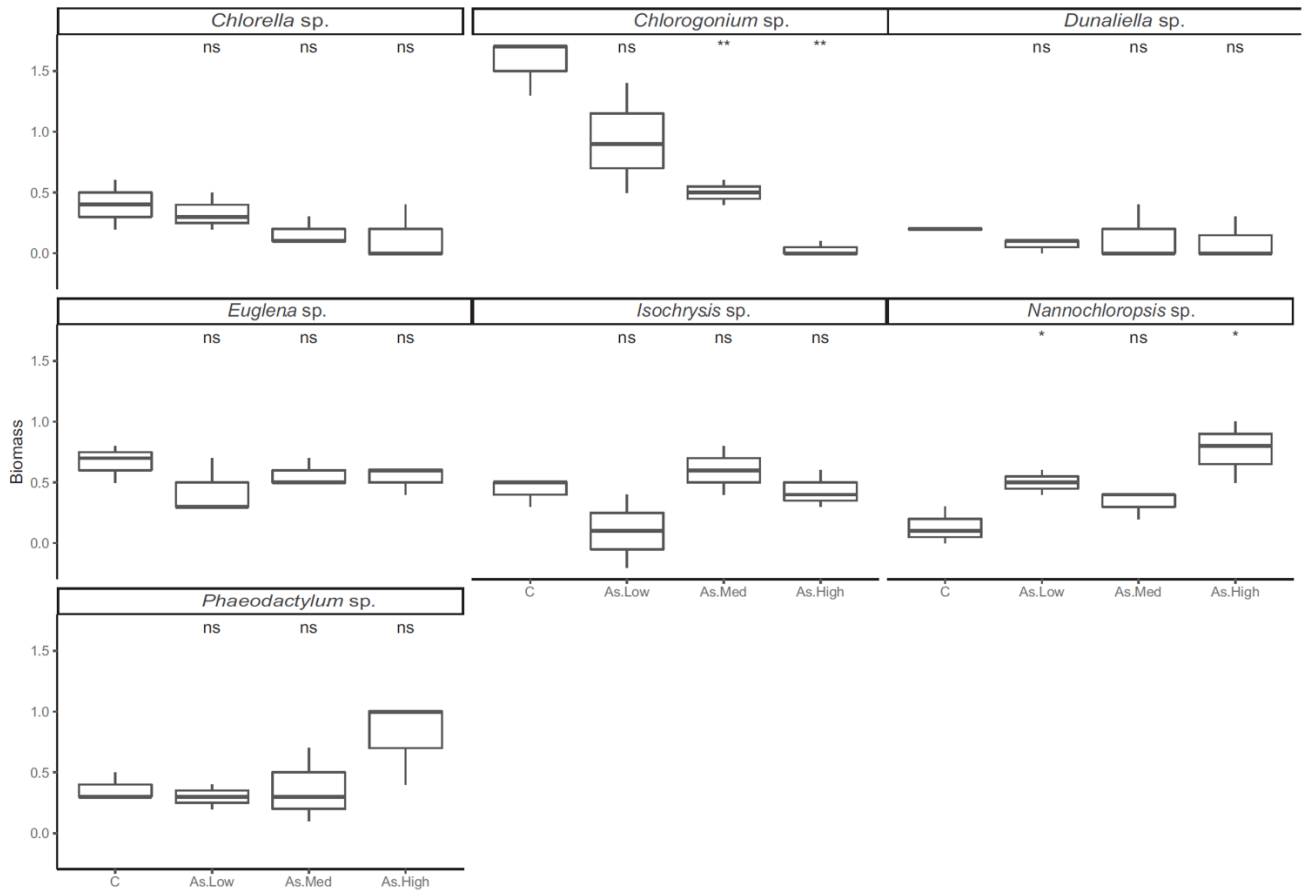 Chlorella sp.
Chlorogonium sp.
Dunaliella sp.
ns ns ns
ns ** **
ns ns ns
1.5
1.0
0.5
0.0
Euglena sp.
Isochrysis sp.
Nannochloropsis sp.
ns ns ns
ns ns ns
* ns *
1.5
1.0
0.5
0.0
Biomass
C As.Low As.Med As.High
C As.Low As.Med As.High
Phaeodactylum sp.
ns ns ns
1.5
1.0
0.5
0.0
C As.Low As.Med As.High